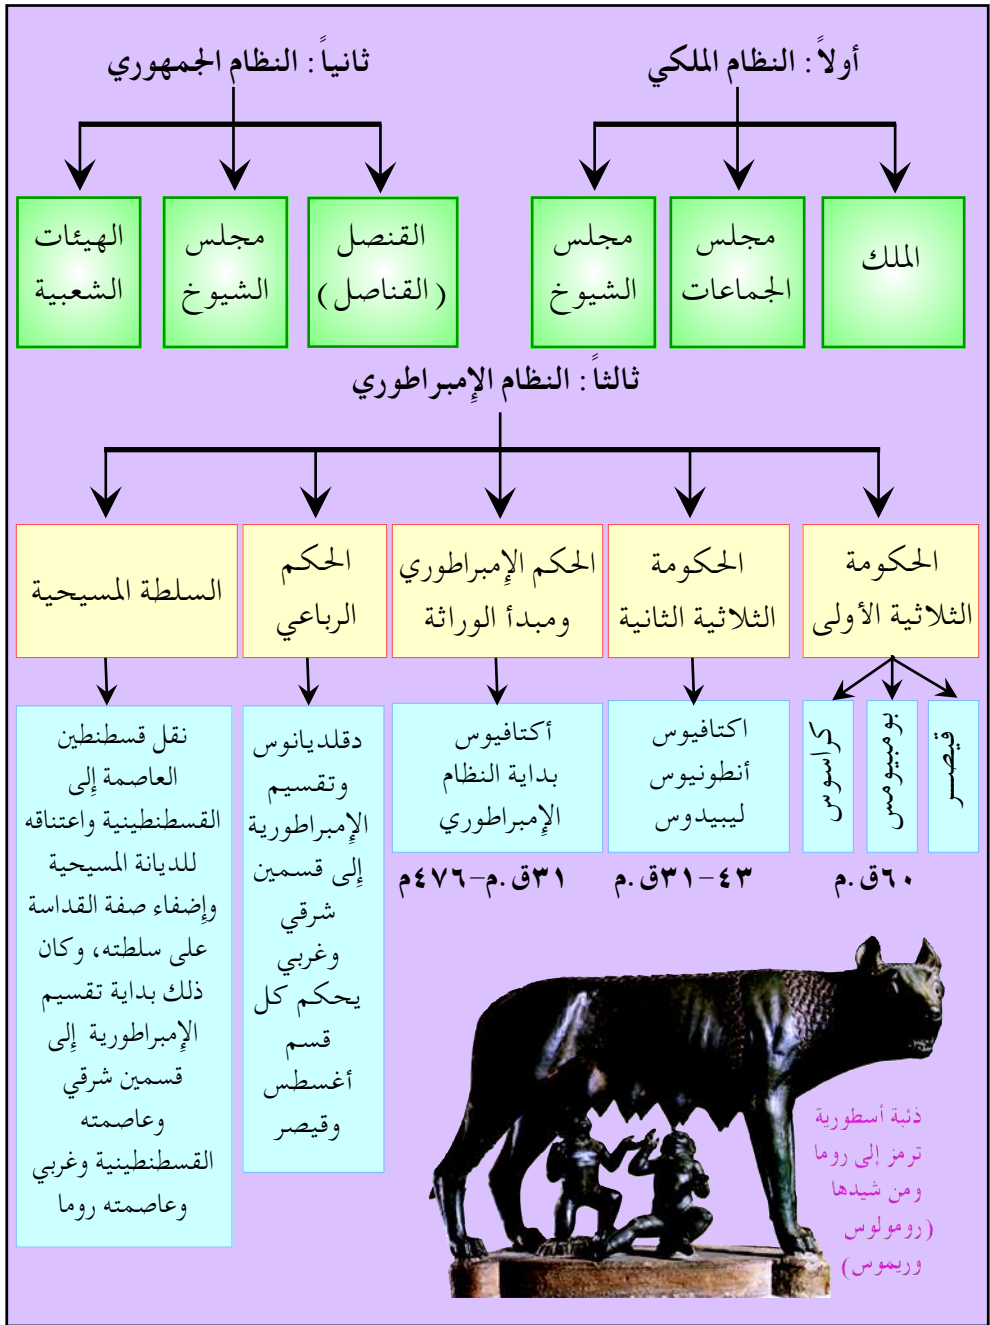 أولاً: النظام الملكي
الملك
مجلس
الجماعات
مجلس
الشيوخ
ثانياً: النظام الجمهوري
القنصل
(القناصل)
مجلس
الشيوخ
الهيئات
الشعبية
ثالثاً: النظام الإمبراطوري
الحكومة
الثلاثية الأولى
قيصر
بومبيومس
كراسوس
٦٠ق.م
الحكومة
الثلاثية الثانية
اكتافيوس
أنطونيوس
ليبيدوس
٤٣-٣١ق.م
الحكم الإمبراطوري
ومبدأ الوراثة
أكتافيوس
بداية النظام
الإمبراطوري
٣١ق.م-٤٧٦م
الحكم
الرباعي
دقلديانوس
وتقسيم
الإمبراطورية
إلى قسمين
شرقي
وغربي
يحكم كل
قسم
أغسطس
وقيصر
السلطة المسيحية
نقل قسطنطين
العاصمة إلى
القسطنطينية واعتناقه
للديانة المسيحية
وإضفاء صفة القداسة
على سلطته، وكان
ذلك بداية تقسيم
الإمبراطورية إلى
قسمين شرقي
وعاصمته
القسطنطينية وغربي
وعاصمته روما
ذئبة أسطورية
ترمز إلى روما
ومن شيدها
(رومولوس
وريموس)